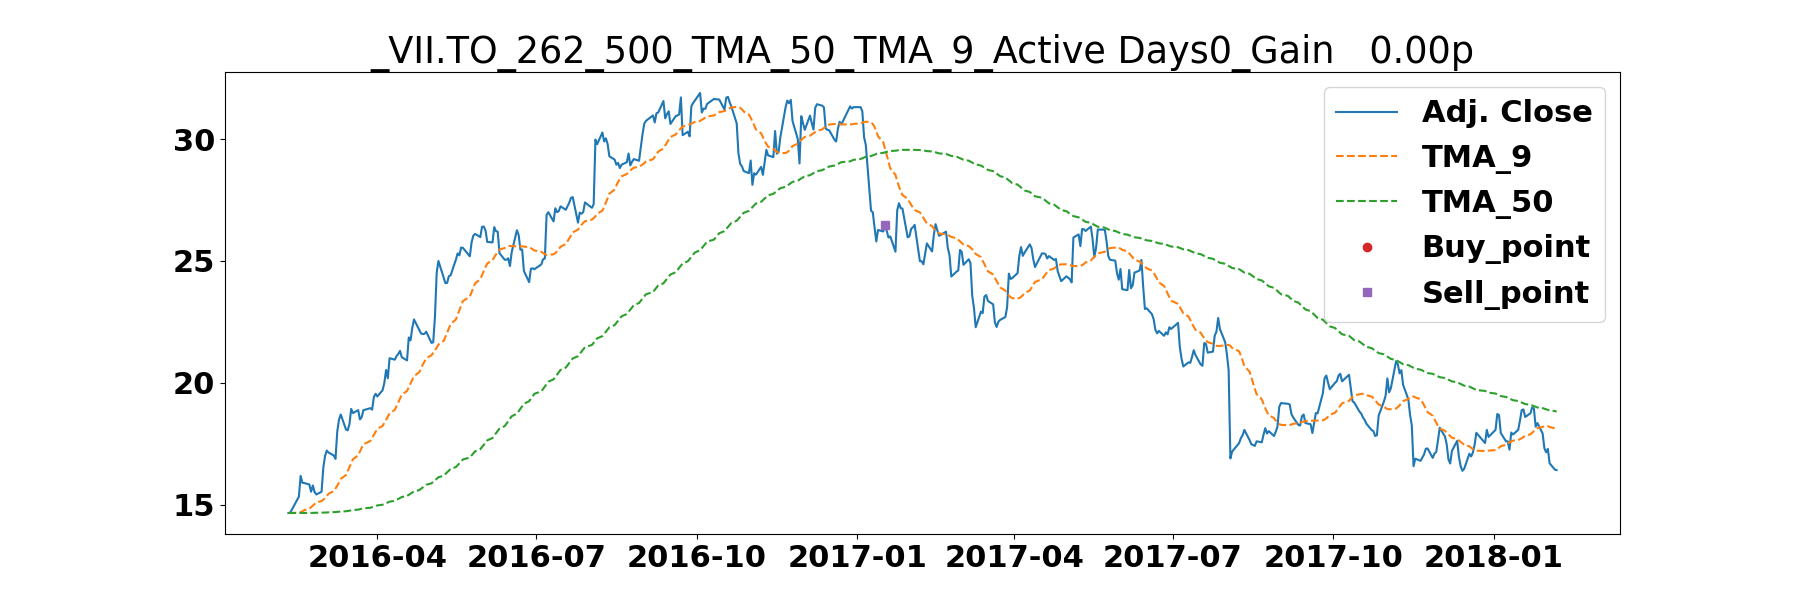 _VII.TO_262_500_TMA_50_TMA_9_Active Days0_Gain   0.00p
Adj. Close
TMA_9
TMA_50
Buy_point
Sell_point
30
25
20
15
2016-04 2016-07 2016-10 2017-01 2017-04 2017-07 2017-10 2018-01